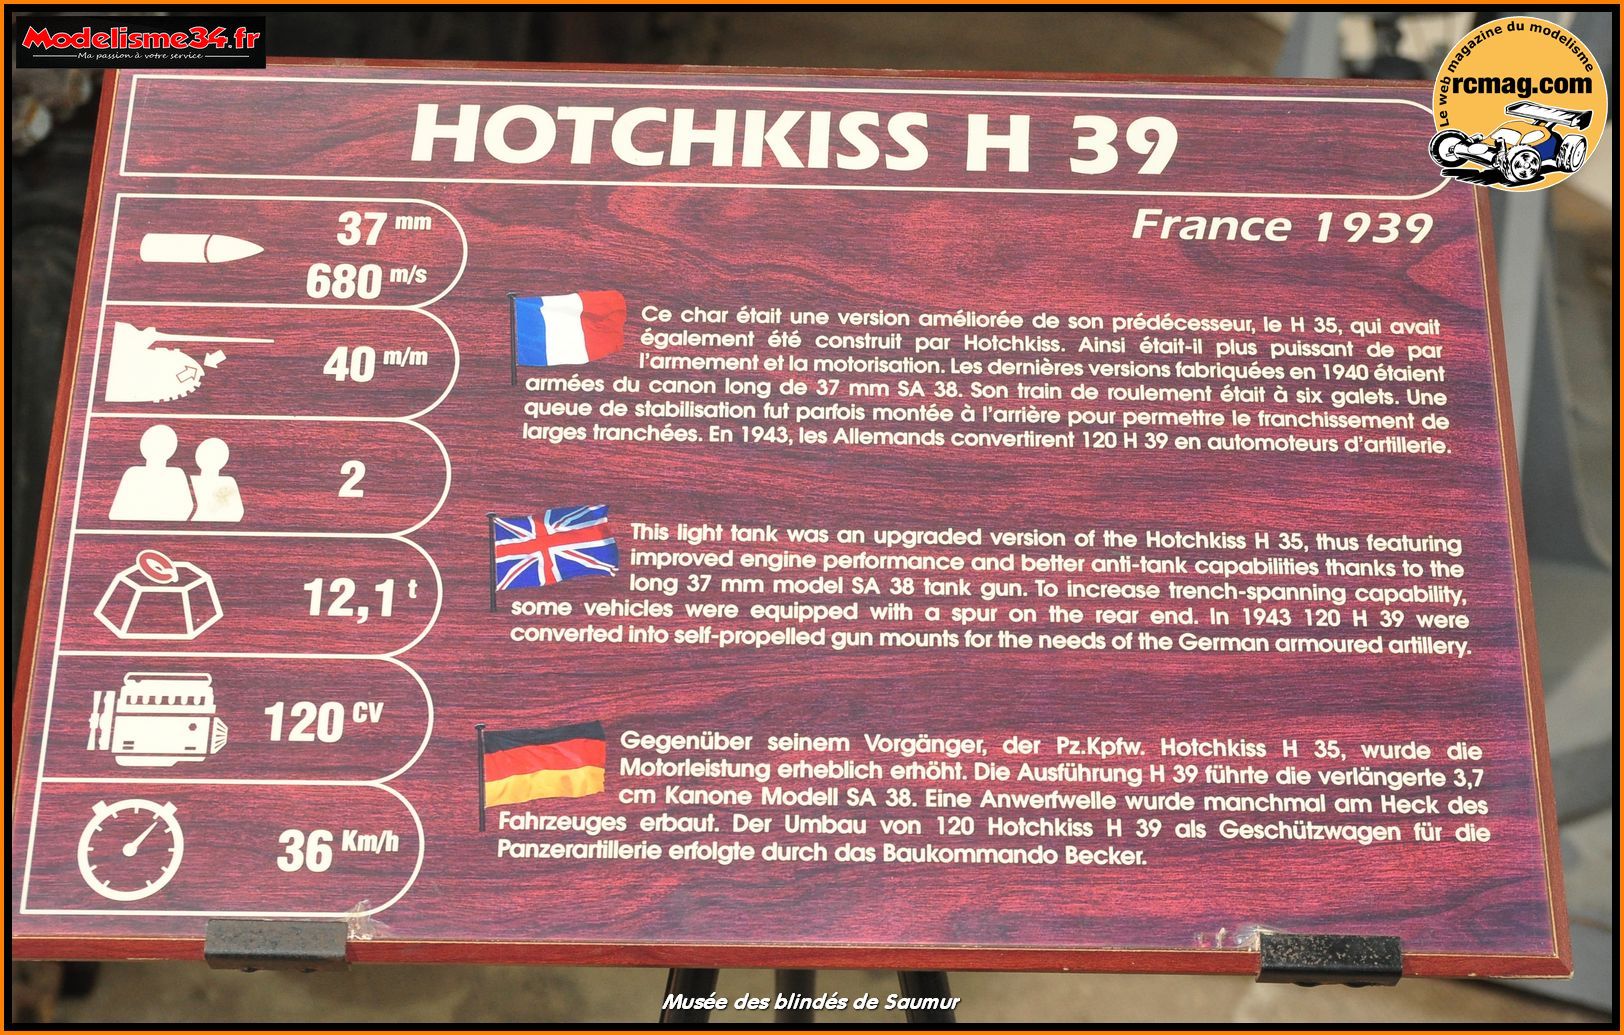 Modelisme34.fr
Ma passion à votre service
Le web magazine du modelisme
rcmag.com
HOTCHKISS H 39
France 1939
37 mm
680 m/s
40 m/m
2
12,1 t
120 CV
36 Km/h
Ce char était une version améliorée de son prédécesseur, le H 35, qui avait
également été construit par Hotchkiss. Ainsi était-il plus puissant de par
l'armement et la motorisation. Les dernières versions fabriquées en 1940 étaient
armées du canon long de 37 mm SA 38. Son train de roulement était à six galets. Une
queue de stabilisation fut parfois montée à l'arrière pour permettre le franchissement de
larges tranchées. En 1943, les Allemands convertirent 120 H 39 en automoteurs d'artillerie.
This light tank was an upgraded version of the Hotchkiss H 35, thus featuring
improved engine performance and better anti-tank capabilities thanks to the
long 37 mm model SA 38 tank gun. To increase trench-spanning capability,
some vehicles were equipped with a spur on the rear end. In 1943 120 H 39 were
converted into self-propelled gun mounts for the needs of the German armoured artillery.
Gegenüber seinem Vorgänger, der Pz.Kpfw. Hotchkiss H 35, wurde die
Motorleistung erheblich erhöht. Die Ausführung H 39 führte die verlängerte 3,7
cm Kanone Modell SA 38. Eine Anwerfwelle wurde manchmal am Heck des
Fahrzeuges erbaut. Der Umbau von 120 Hotchkiss H 39 als Geschützwagen für die
Panzerartillerie erfolgte durch das Baukommando Becker.
Musée des blindés de Saumur